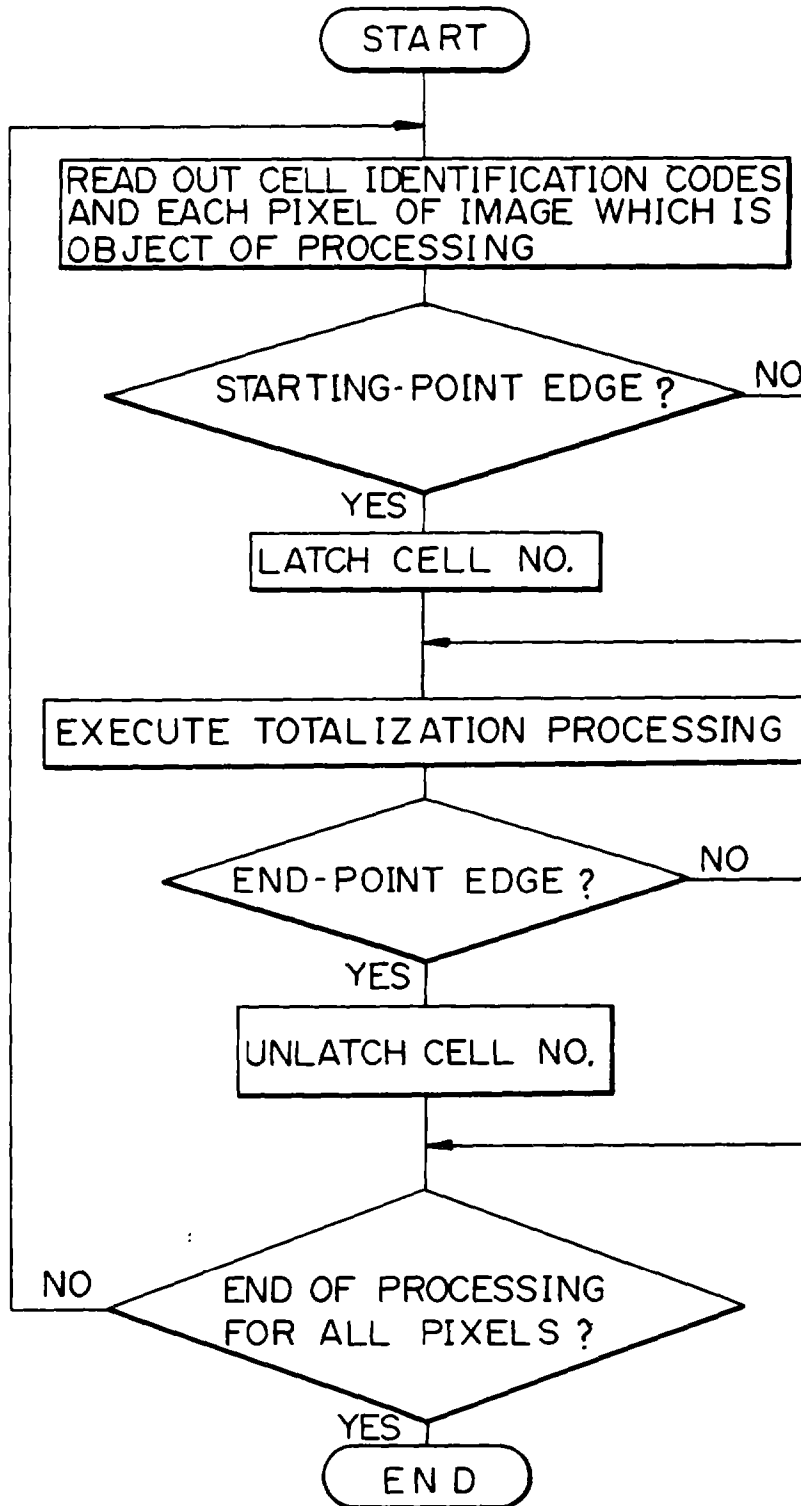 START
READ OUT CELL IDENTIFICATION CODES
AND EACH PIXEL OF IMAGE WHICH IS
OBJECT OF PROCESSING
STARTING-POINT EDGE?
NO
YES
LATCH CELL NO.
EXECUTE TOTALIZATION PROCESSING
END-POINT EDGE?
NO
YES
UNLATCH CELL NO.
NO
END OF PROCESSING
FOR ALL PIXELS?
YES
END